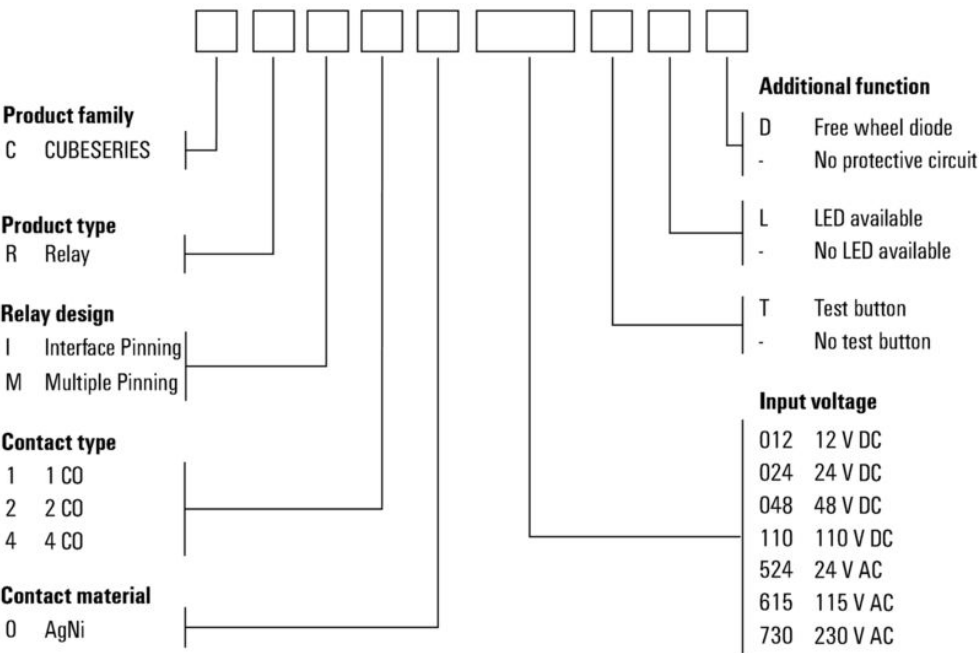 Product family
C CUBESERIES
Product type
R Relay
Relay design
I Interface Pinning
M Multiple Pinning
Contact type
1 1 CO
2 2 CO
4 4 CO
Contact material
0 AgNi
Additional function
D Free wheel diode
- No protective circuit
L LED available
- No LED available
T Test button
- No test button
Input voltage
012 12 V DC
024 24 V DC
048 48 V DC
110 110 V DC
524 24 V AC
615 115 V AC
730 230 V AC